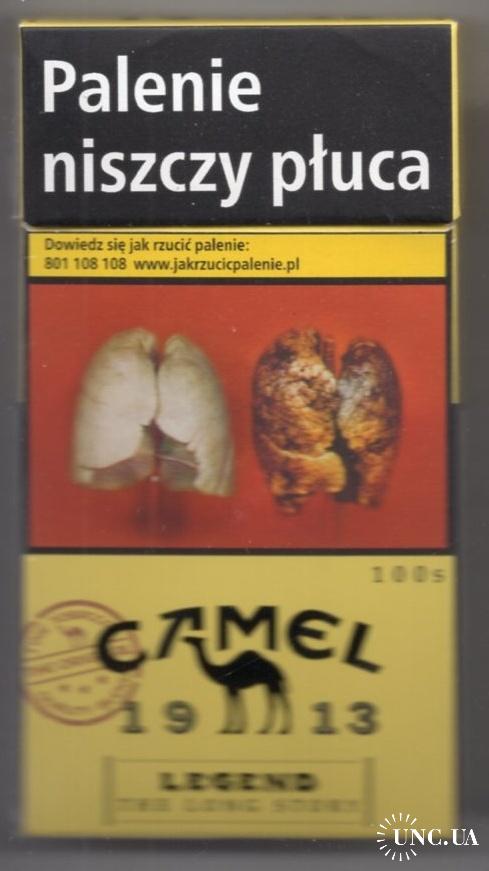 Palenie
niszczy płuca
Dowiedz się jak rzucić palenie:
801 108 108 www.jakrzucicpalenie.pl
100s
CAMEL
19 13
LEGEND
THE LONG STORY
UNC.UA